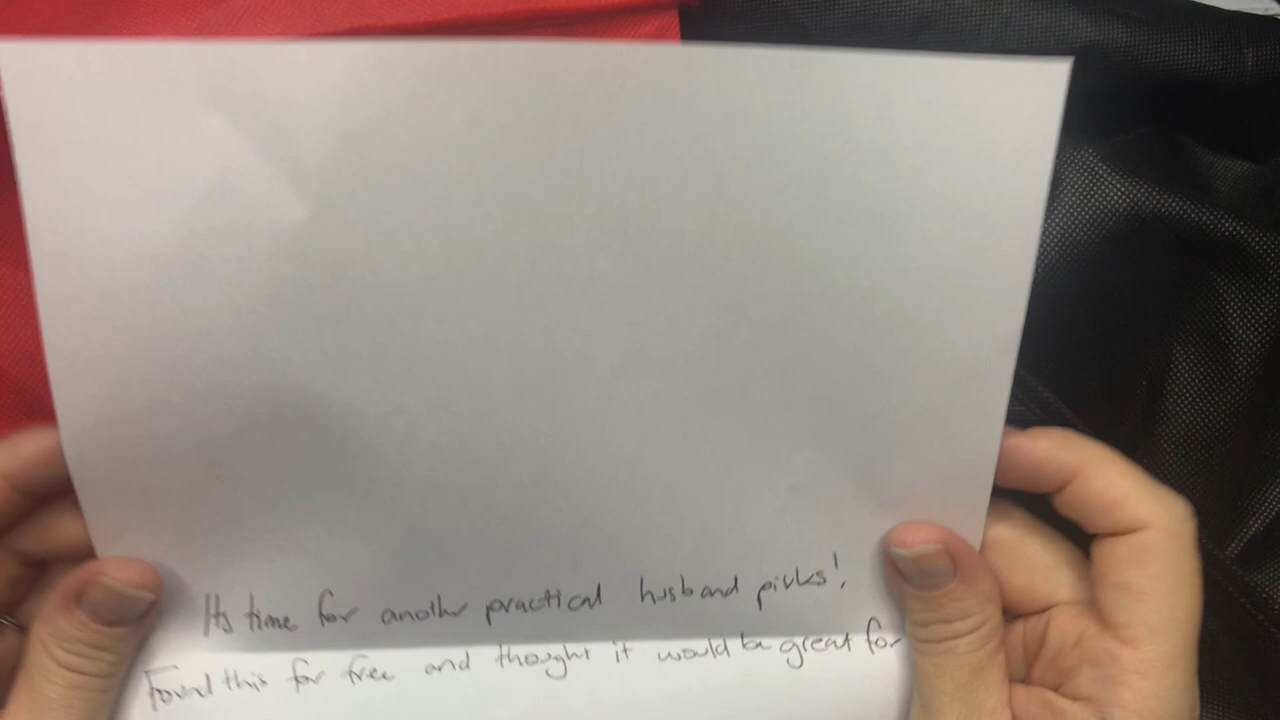 Its time for another practical husband picks!
Found this for free and thought it would be great for